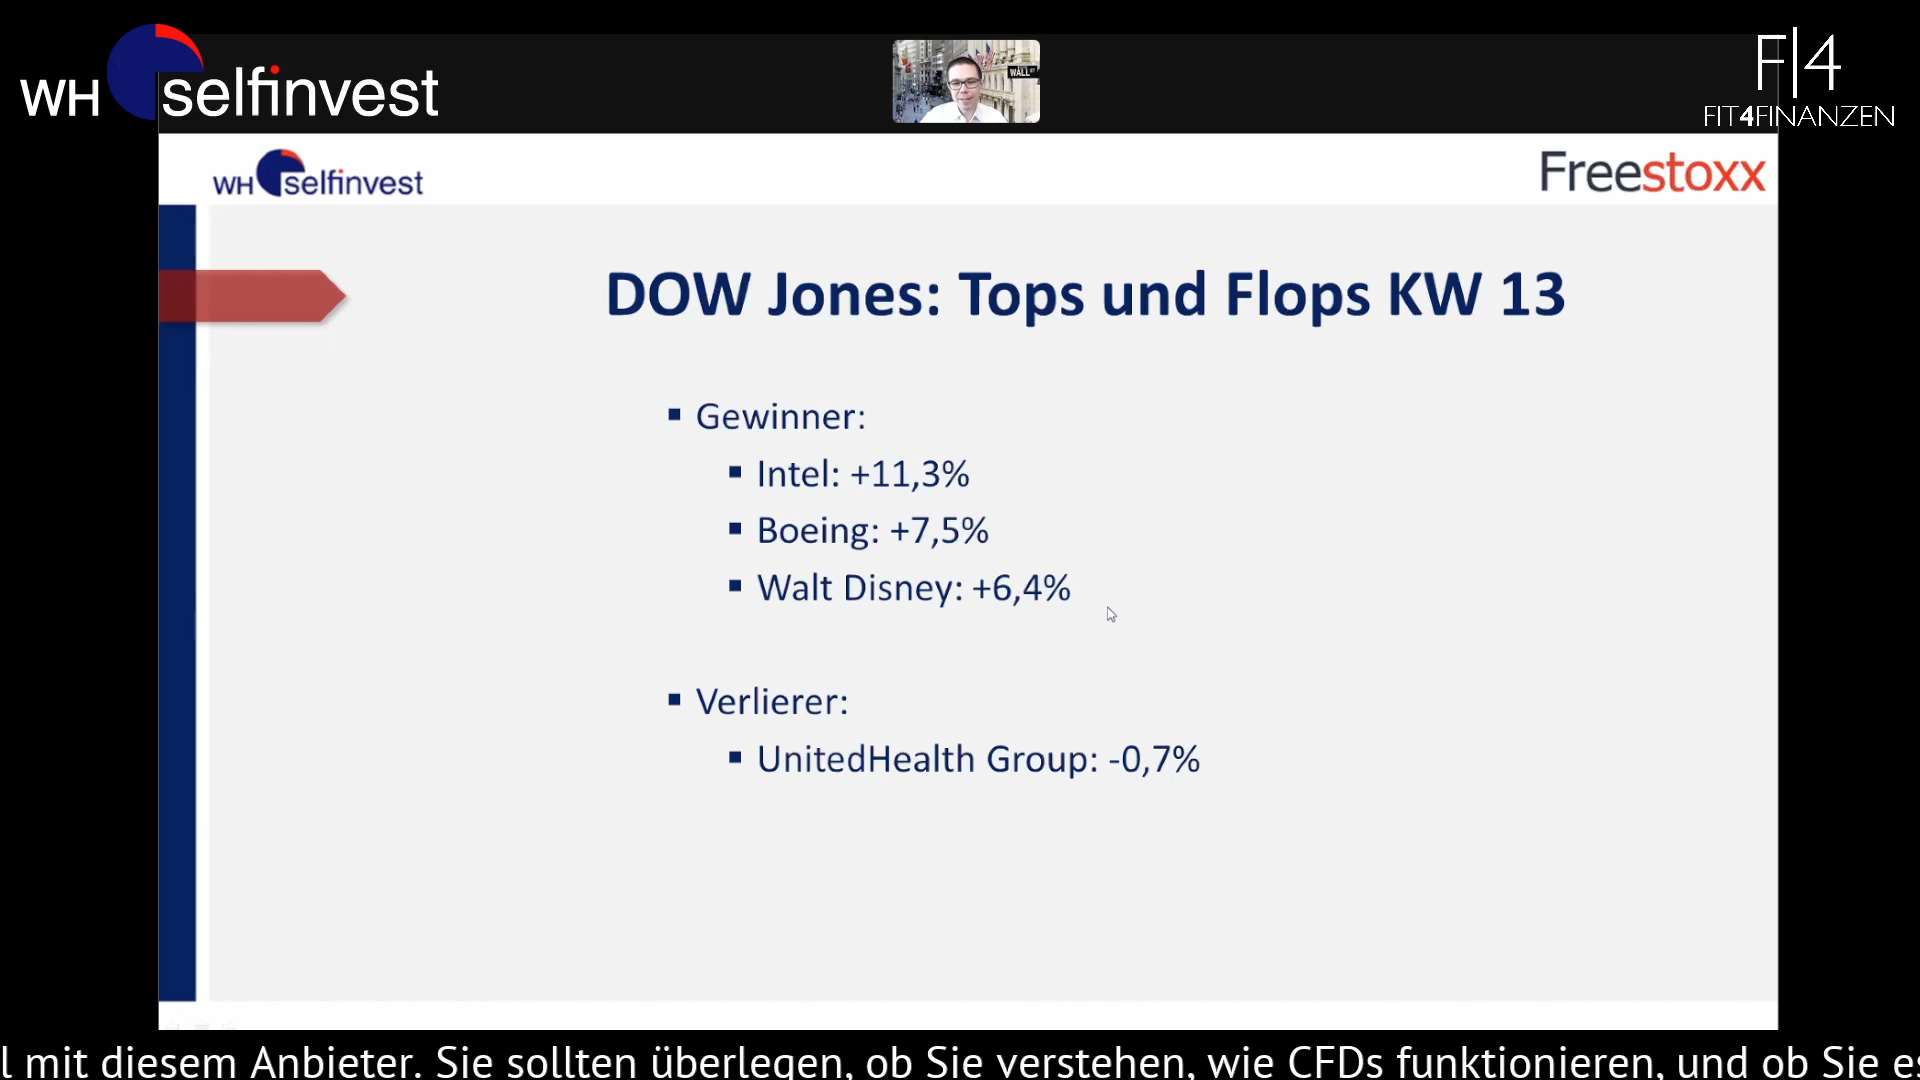 WH selfinvest
WALL ST
F|4
FIT4FINANZEN
WH selfinvest
Freestoxx
DOW Jones: Tops und Flops KW 13
Gewinner:
Intel: +11,3%
Boeing: +7,5%
Walt Disney: +6,4%
Verlierer:
UnitedHealth Group: -0,7%
l mit diesem Anbieter. Sie sollten überlegen, ob Sie verstehen, wie CFDs funktionieren, und ob Sie es